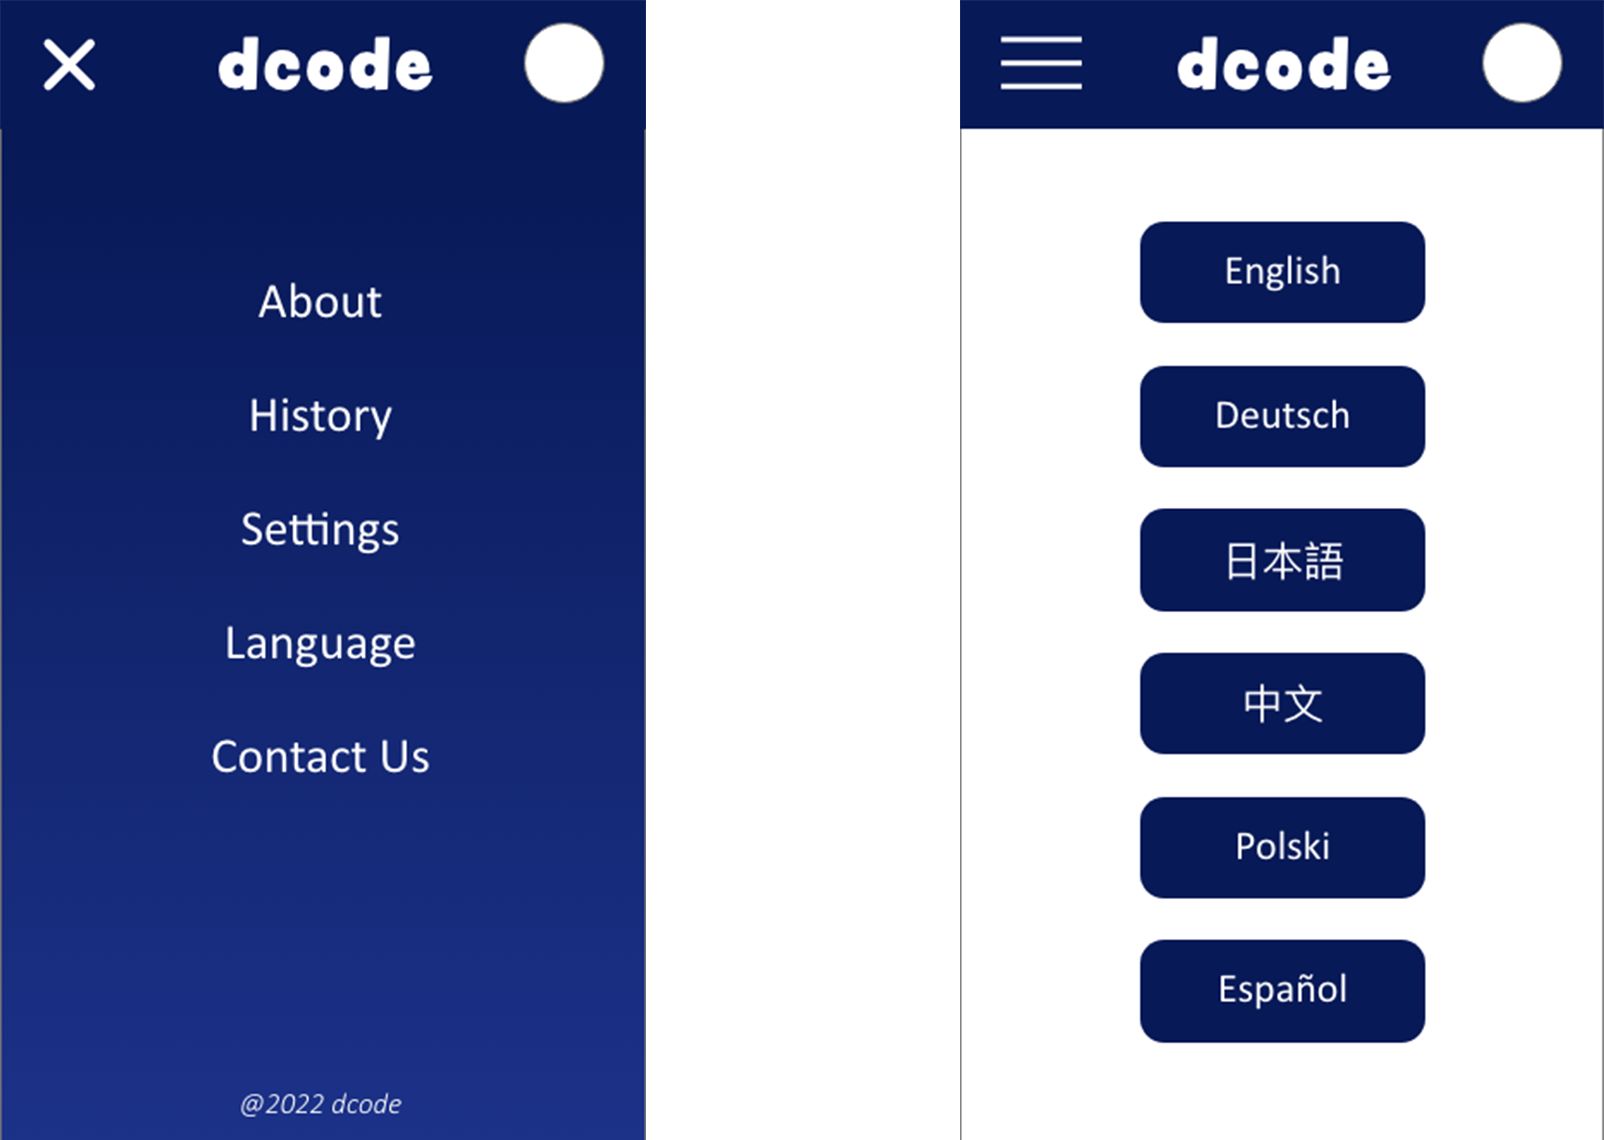 dcode
About
History
Settings
Language
Contact Us
@2022 dcode
dcode
English
Deutsch
日本語
中文
Polski
Español